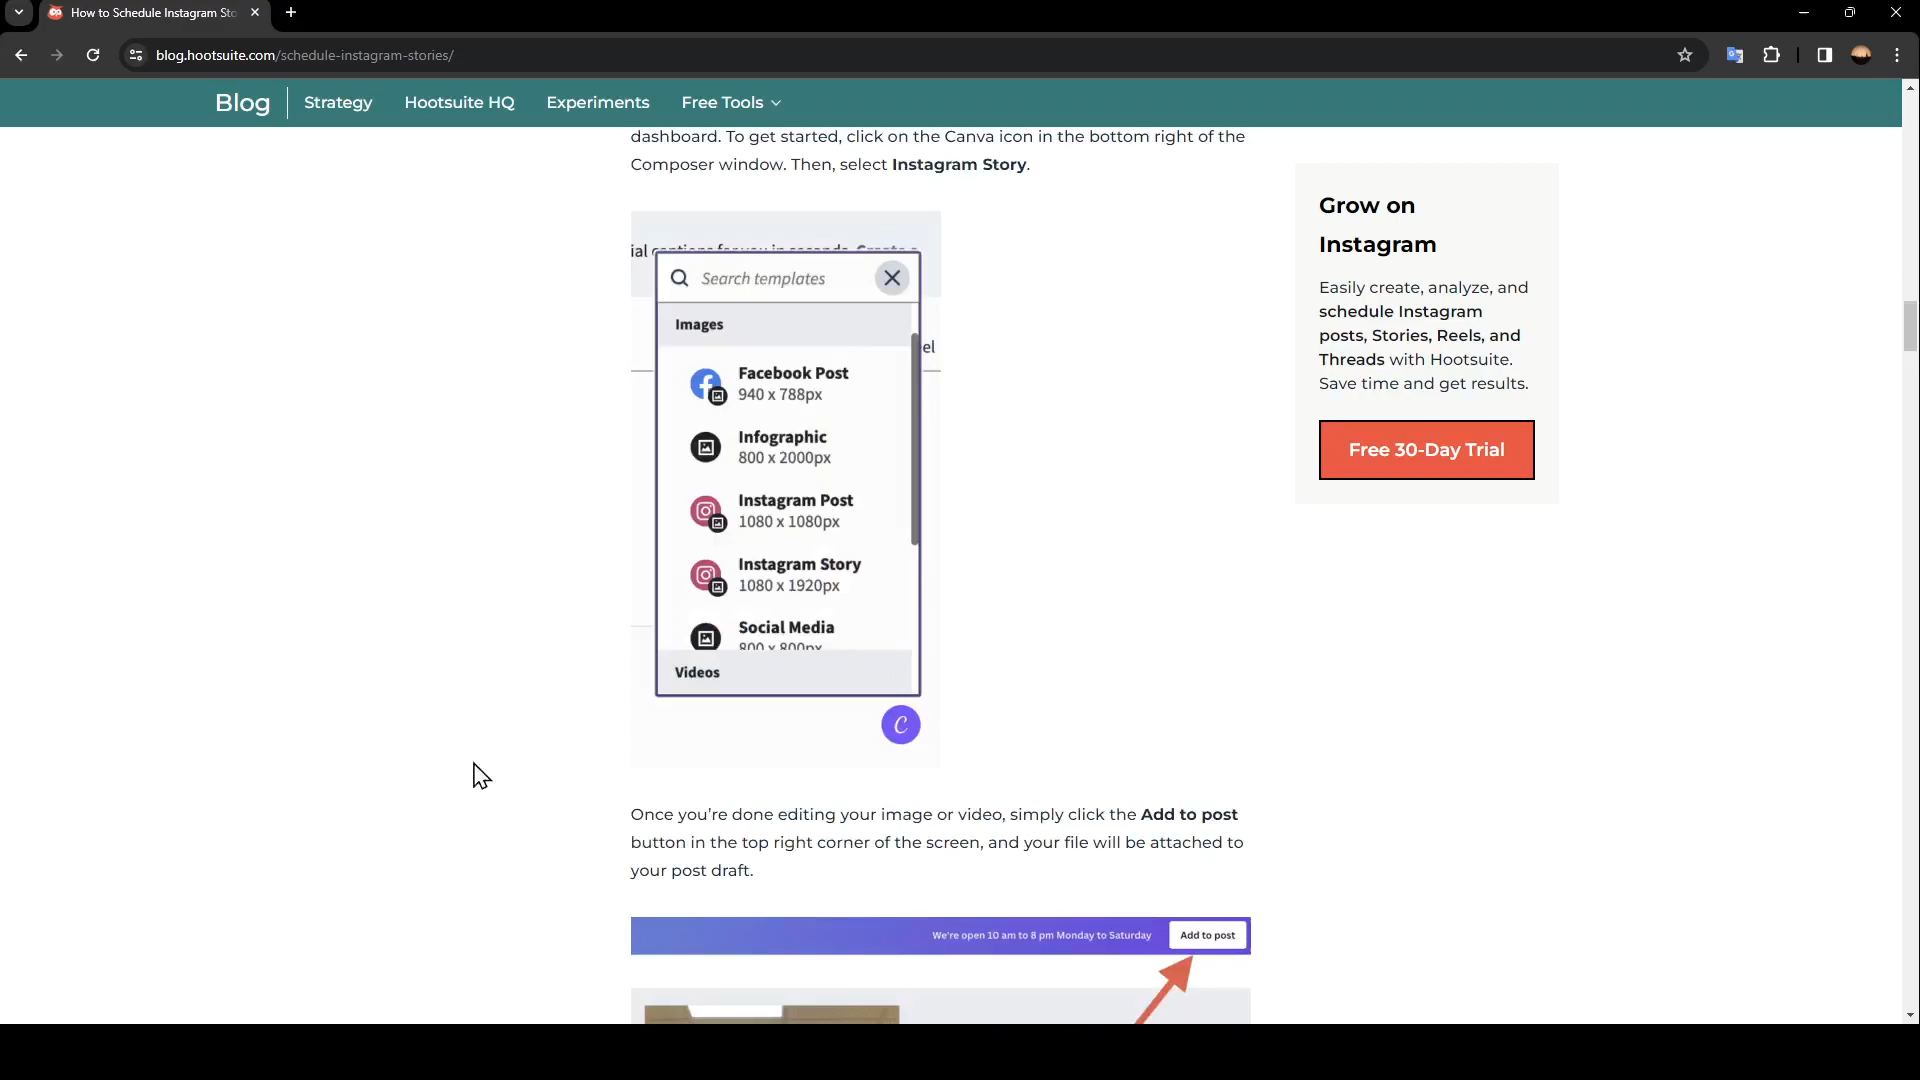 How to Schedule Instagram Sto
blog.hootsuite.com/schedule-instagram-stories/
Blog
Strategy
Hootsuite HQ
Experiments
Free Tools
dashboard. To get started, click on the Canva icon in the bottom right of the
Composer window. Then, select Instagram Story.
Search templates
Images
Facebook Post
940 x 788px
Infographic
800 x 2000px
Instagram Post
1080 x 1080px
Instagram Story
1080 x 1920px
Social Media
800 x 800px
Videos
Once you're done editing your image or video, simply click the Add to post
button in the top right corner of the screen, and your file will be attached to
your post draft.
We're open 10 am to 8 pm Monday to Saturday
Add to post
Grow on
Instagram
Easily create, analyze, and
schedule Instagram
posts, Stories, Reels, and
Threads with Hootsuite.
Save time and get results.
Free 30-Day Trial